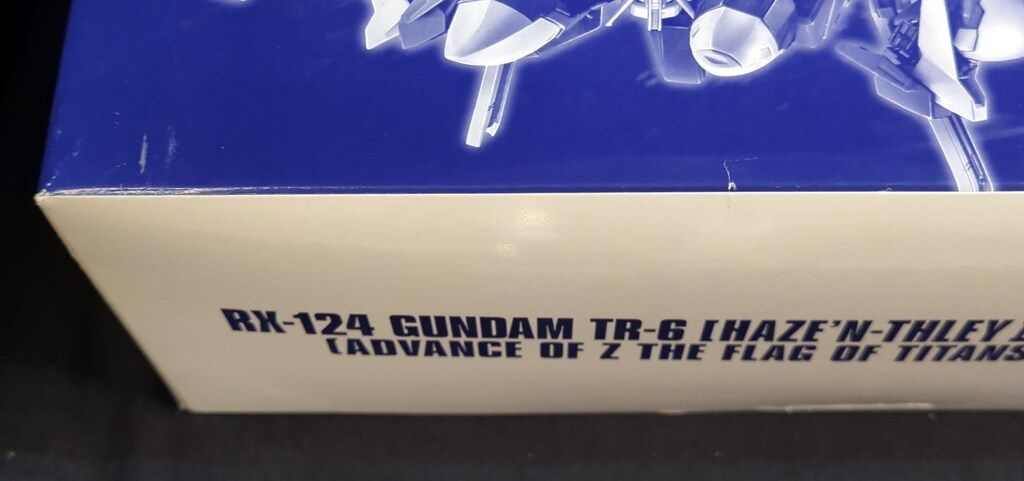 RX-124 GUNDAM TR-6 [HAZE'N-THLEY
[ADVANCE OF Z THE FLAG OF TITANS